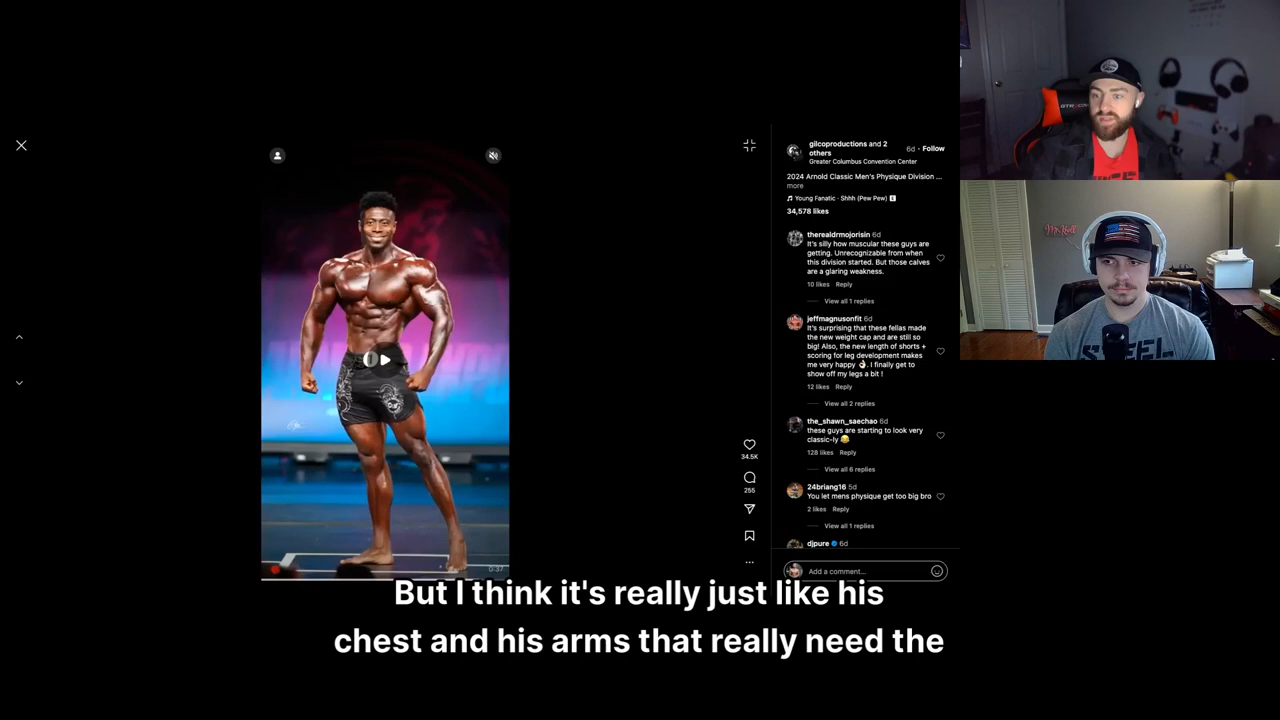 gilcoproductions and 2
others
6d · Follow
Greater Columbus Convention Center
2024 Arnold Classic Men's Physique Division ...
more
Young Fanatic · Shhh (Pew Pew) E
34,578 likes
therealdrmojorisin 6d
It's silly how muscular these guys are
getting. Unrecognizable from when
this division started. But those calves
are a glaring weakness.
10 likes Reply
View all 1 replies
jeffmagnusonfit 6d
It's surprising that these fellas made
the new weight cap and are still so
big! Also, the new length of shorts +
scoring for leg development makes
me very happy 👌🏻. I finally get to
show off my legs a bit !
12 likes Reply
View all 2 replies
the_shawn_saechao 6d
these guys are starting to look very
classic-ly 😂
128 likes Reply
View all 6 replies
24briang16 5d
You let mens physique get too big bro
2 likes Reply
View all 1 replies
djpure 6d
Add a comment...
34.5K
255
0:37
But I think it's really just like his
chest and his arms that really need the